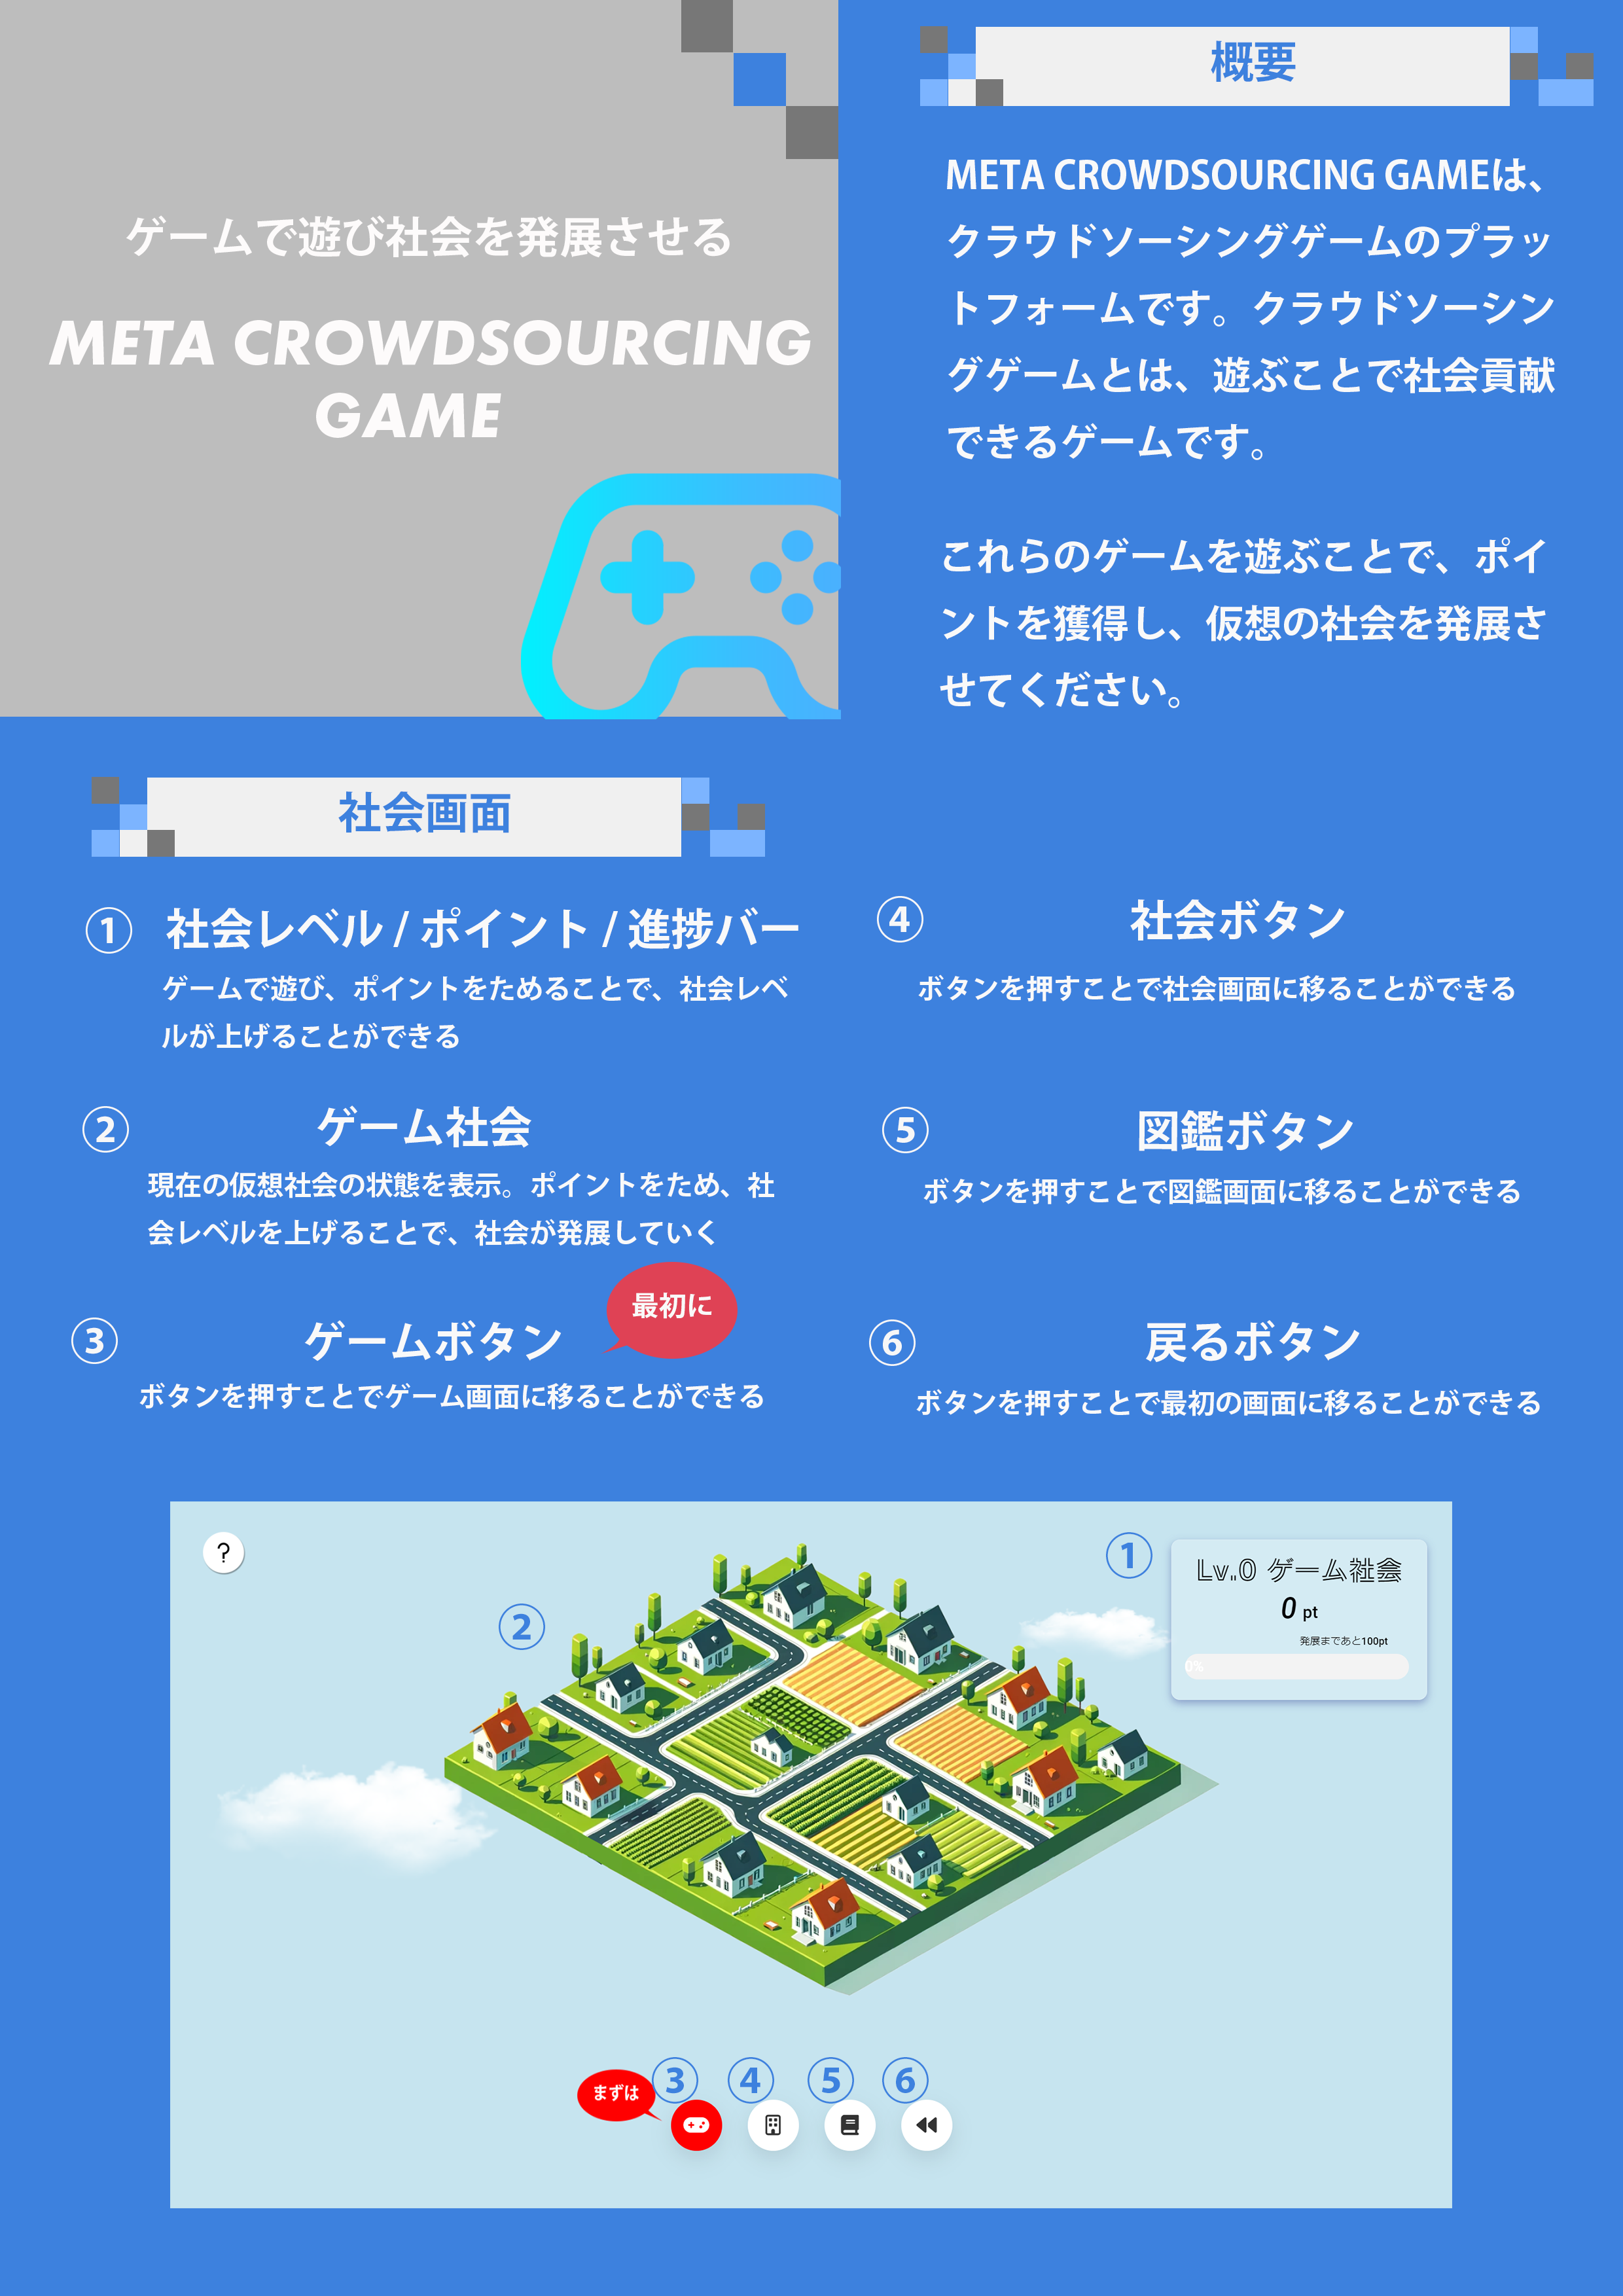 ゲームで遊び社会を発展させる
META CROWDSOURCING
GAME
概要
META CROWDSOURCING GAMEは、
クラウドソーシングゲームのプラッ
トフォームです。クラウドソーシン
グゲームとは、遊ぶことで社会貢献
できるゲームです。
これらのゲームを遊ぶことで、ポイ
ントを獲得し、仮想の社会を発展さ
せてください。
社会画面
① 社会レベル / ポイント / 進捗バー
ゲームで遊び、ポイントをためることで、社会レベ
ルが上げることができる
② ゲーム社会
現在の仮想社会の状態を表示。ポイントをため、社
会レベルを上げることで、社会が発展していく
③ ゲームボタン
最初に
ボタンを押すことでゲーム画面に移ることができる
④ 社会ボタン
ボタンを押すことで社会画面に移ることができる
⑤ 図鑑ボタン
ボタンを押すことで図鑑画面に移ることができる
⑥ 戻るボタン
ボタンを押すことで最初の画面に移ることができる
?
①
Lv.0 ゲーム社会
0 pt
発展まであと100pt
0%
②
まずは
③ ④ ⑤ ⑥